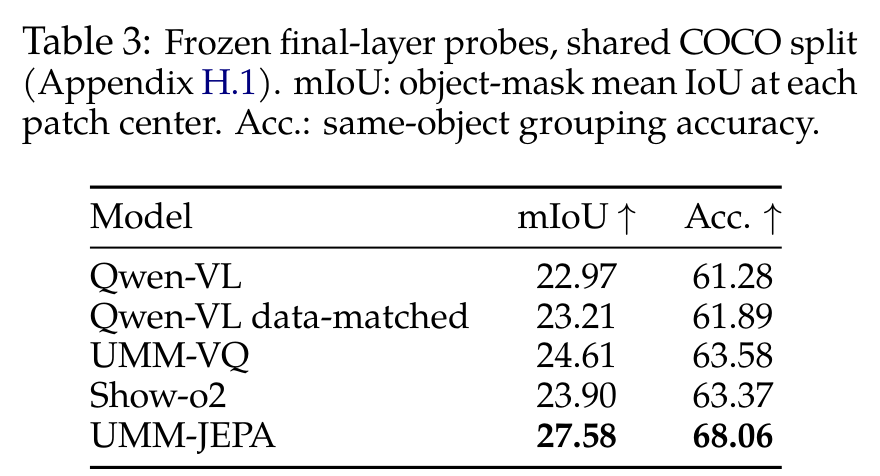 Table 3: Frozen final-layer probes, shared COCO split
(Appendix H.1). mIoU: object-mask mean IoU at each
patch center. Acc.: same-object grouping accuracy.
Model mIoU ↑ Acc. ↑
Qwen-VL 22.97 61.28
Qwen-VL data-matched 23.21 61.89
UMM-VQ 24.61 63.58
Show-o2 23.90 63.37
UMM-JEPA 27.58 68.06